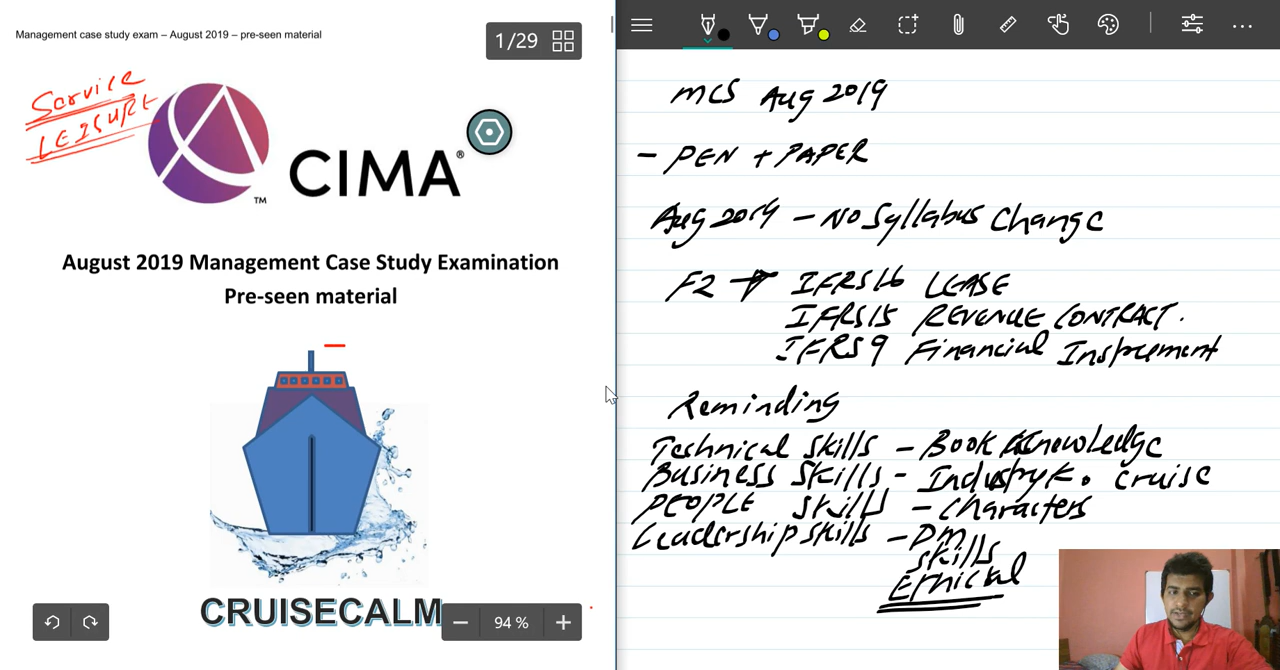 Management case study exam – August 2019 – pre-seen material
1/29
Service
LEISURE
CIMA®
TM
August 2019 Management Case Study Examination
Pre-seen material
CRUISECALM
94 %
MCS Aug 2019
- PEN + PAPER
Aug 2019 - No Syllabus Change
F2 → IFRS16 LEASE
IFRS15 REVENUE CONTRACT.
IFRS9 Financial Instrument
Reminding
Technical skills - Book Knowledge
Business skills - Industry K. cruise
PEOPLE skills - characters
Leadership skills - DM
skills
Ethical